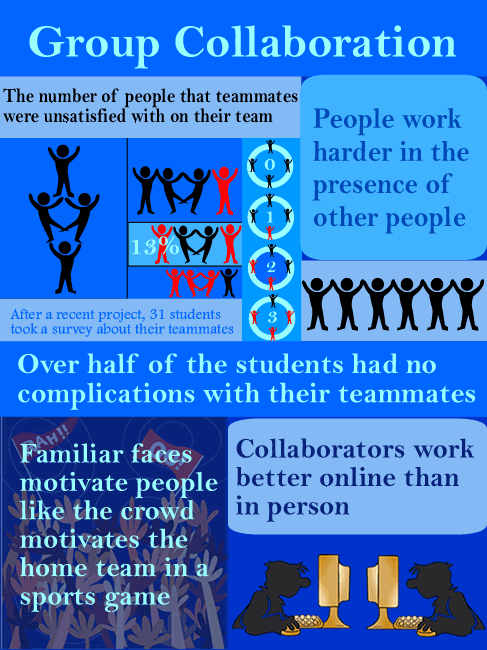 Group Collaboration
The number of people that teammates
were unsatisfied with on their team
People work
harder in the
presence of
other people
0
1
2
3
13%
After a recent project, 31 students
took a survey about their teammates
Over half of the students had no
complications with their teammates
RAH!!
GO!!
Familiar faces
motivate people
like the crowd
motivates the
home team in a
sports game
Collaborators work
better online than
in person